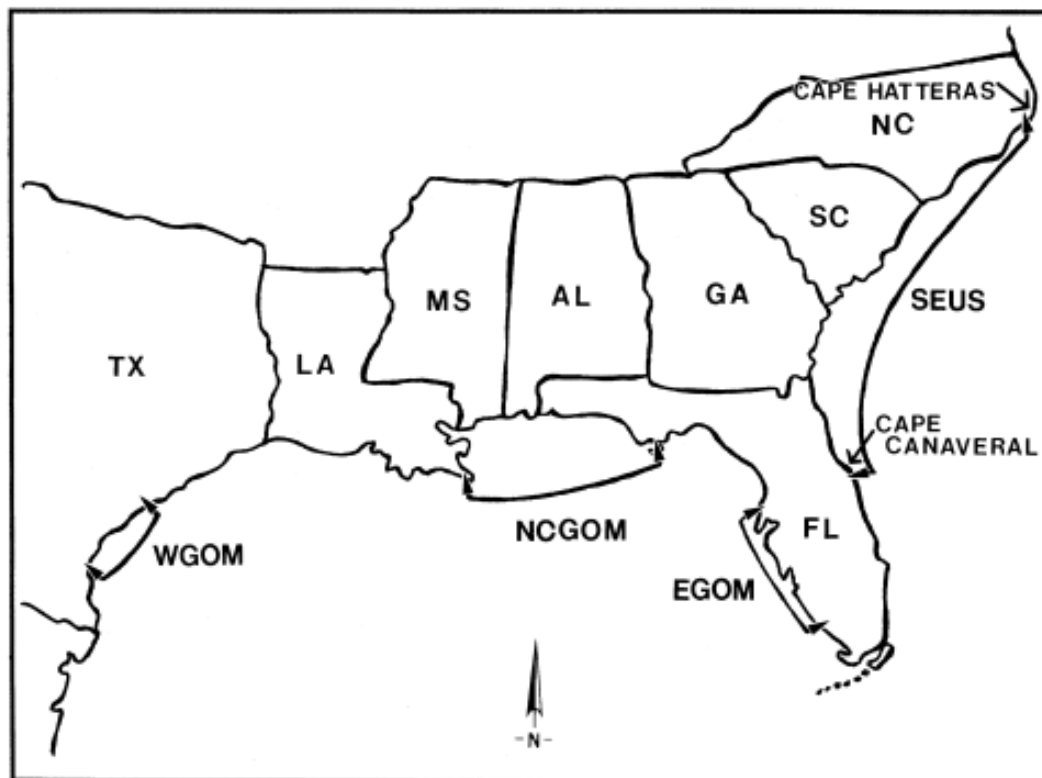 CAPE HATTERAS
NC
SC
MS
AL
GA
SEUS
TX
LA
CAPE
CANAVERAL
NCGOM
FL
WGOM
EGOM
-N-